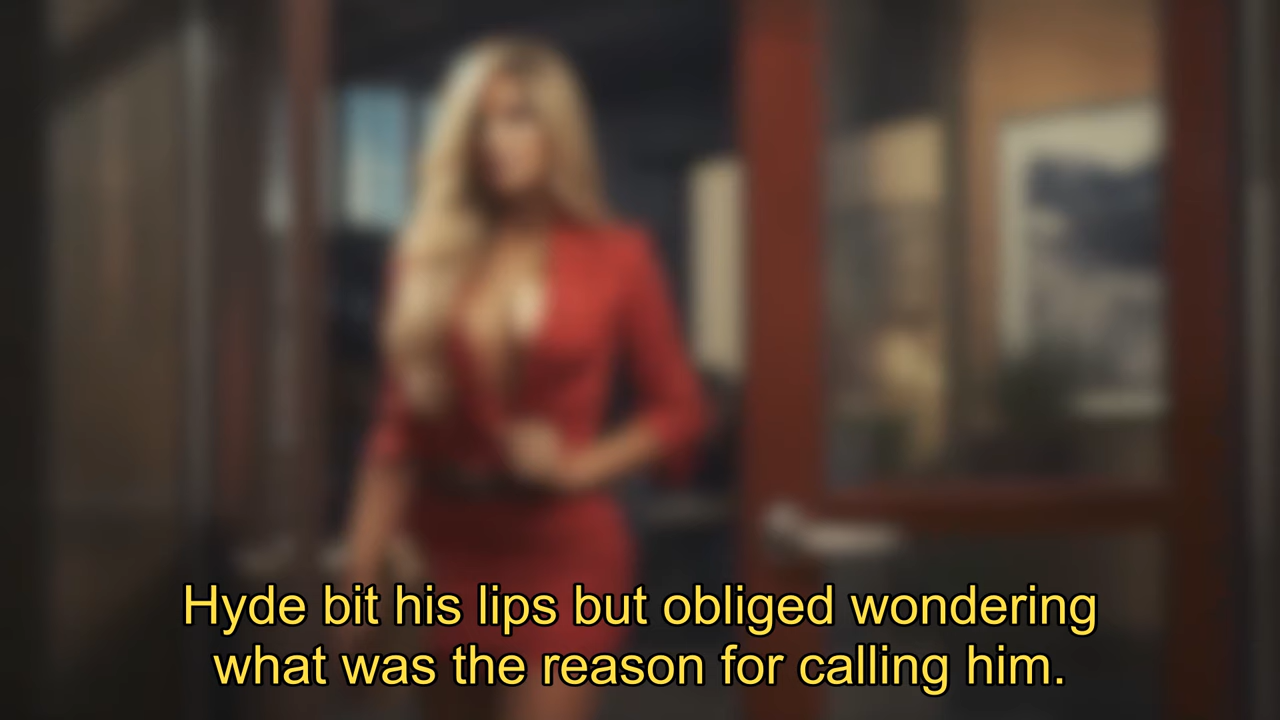 Hyde bit his lips but obliged wondering
what was the reason for calling him.